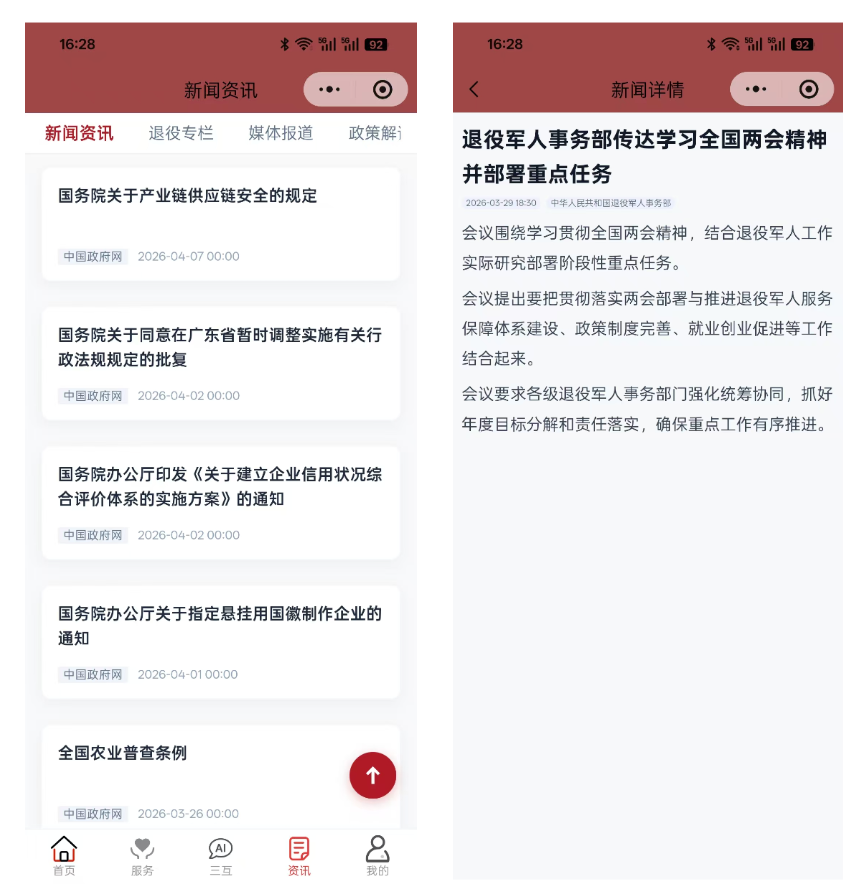 16:28
5G
5G
92
新闻资讯
新闻资讯 退役专栏 媒体报道 政策解
国务院关于产业链供应链安全的规定
中国政府网 2026-04-07 00:00
国务院关于同意在广东省暂时调整实施有关行
政法规规定的批复
中国政府网 2026-04-02 00:00
国务院办公厅印发《关于建立企业信用状况综
合评价体系的实施方案》的通知
中国政府网 2026-04-02 00:00
国务院办公厅关于指定悬挂用国徽制作企业的
通知
中国政府网 2026-04-01 00:00
全国农业普查条例
中国政府网 2026-03-26 00:00
首页 服务 AI 三互 资讯 我的
16:28
5G
5G
92
新闻详情
退役军人事务部传达学习全国两会精神
并部署重点任务
2026-03-29 18:30 中华人民共和国退役军人事务部
会议围绕学习贯彻全国两会精神，结合退役军人工作
实际研究部署阶段性重点任务。
会议提出要把贯彻落实两会部署与推进退役军人服务
保障体系建设、政策制度完善、就业创业促进等工作
结合起来。
会议要求各级退役军人事务部门强化统筹协同，抓好
年度目标分解和责任落实，确保重点工作有序推进。